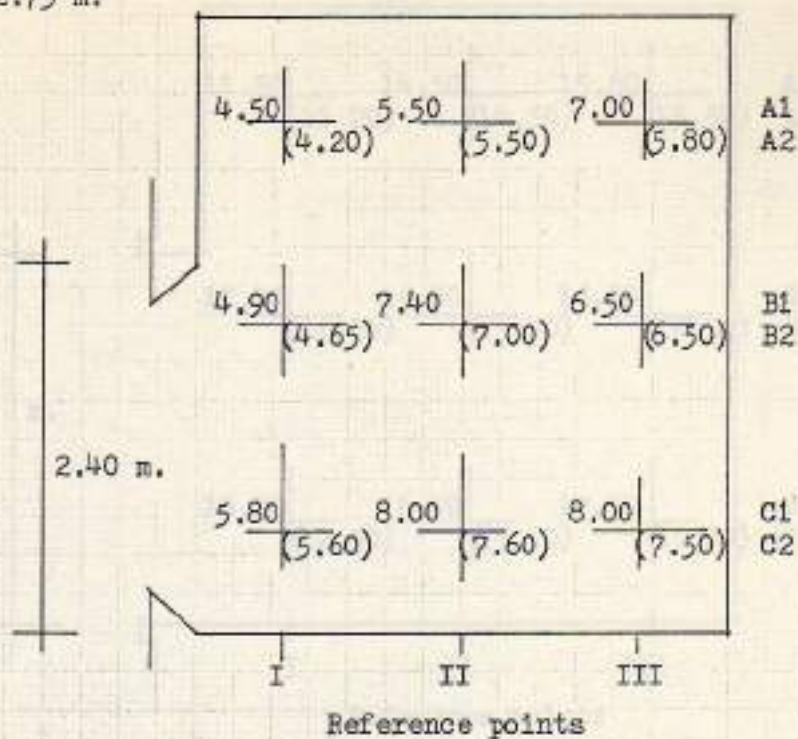 4.50 5.50 7.00 A1
(4.20) (5.50) (5.80) A2
4.90 7.40 6.50 B1
(4.65) (7.00) (6.50) B2
2.40 m.
5.80 8.00 8.00 C1
(5.60) (7.60) (7.50) C2
I II III
Reference points